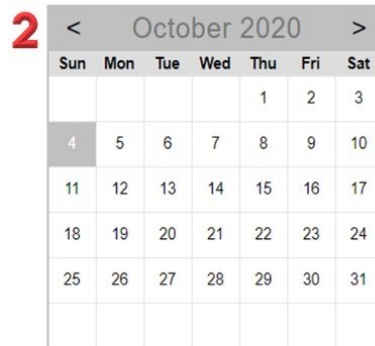 2
< October 2020 >
Sun Mon Tue Wed Thu Fri Sat
1 2 3
4 5 6 7 8 9 10
11 12 13 14 15 16 17
18 19 20 21 22 23 24
25 26 27 28 29 30 31